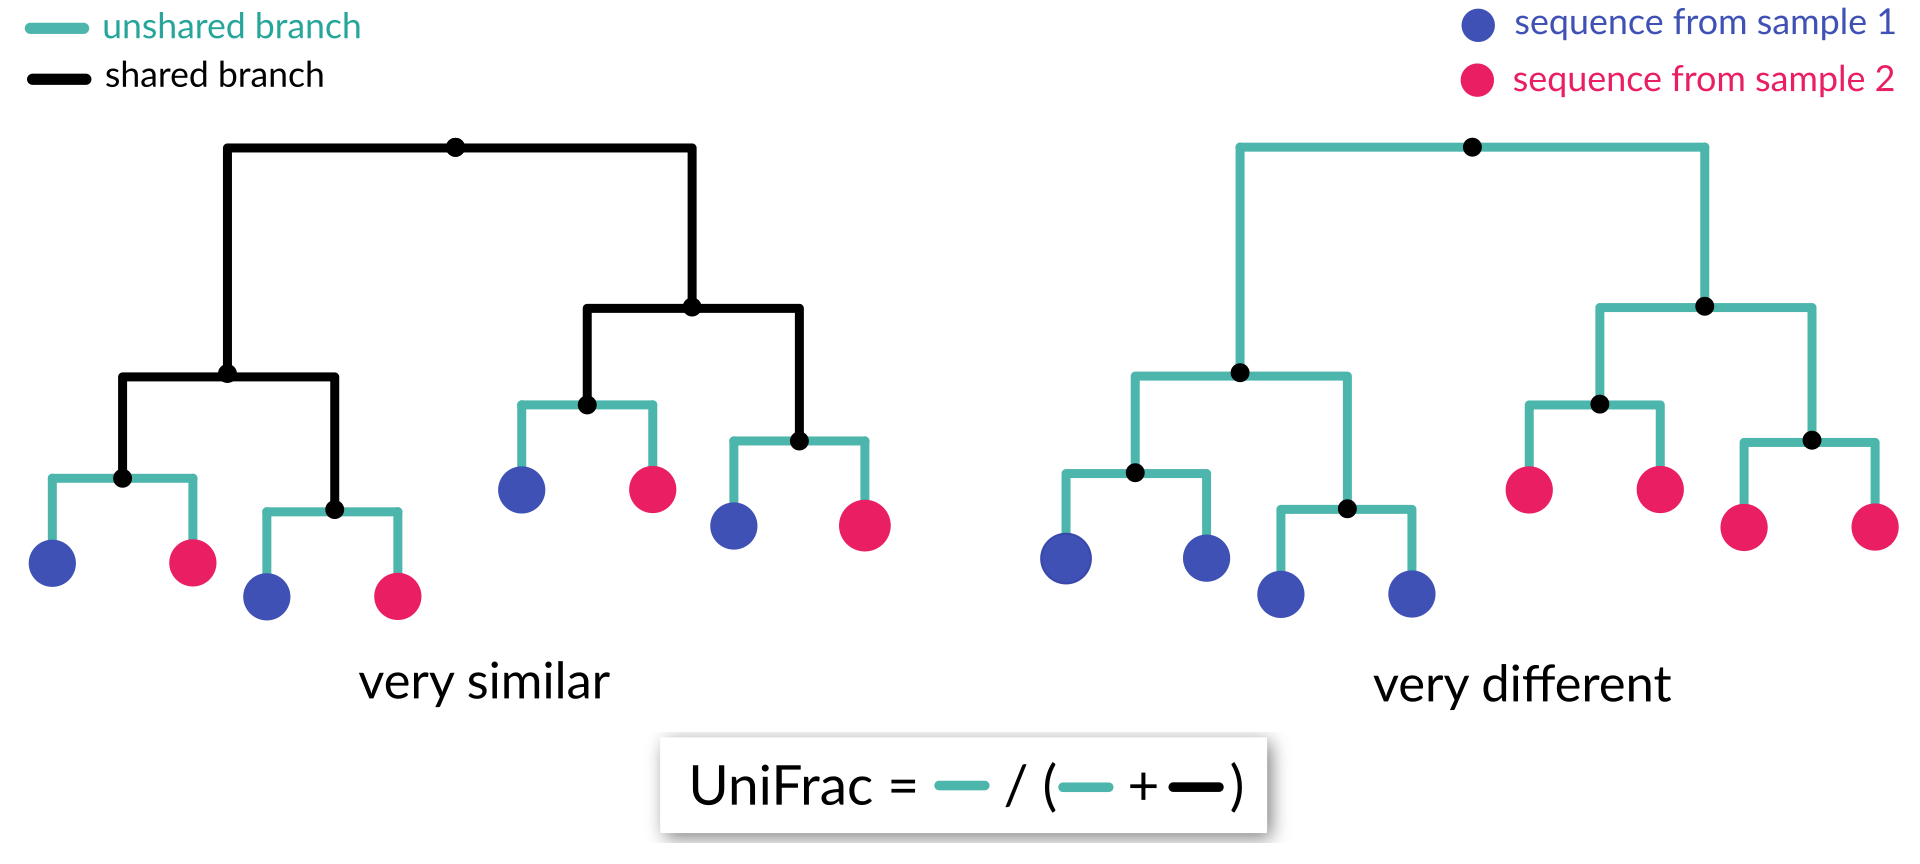 unshared branch
shared branch
sequence from sample 1
sequence from sample 2
very similar
very different
UniFrac = / ( + )